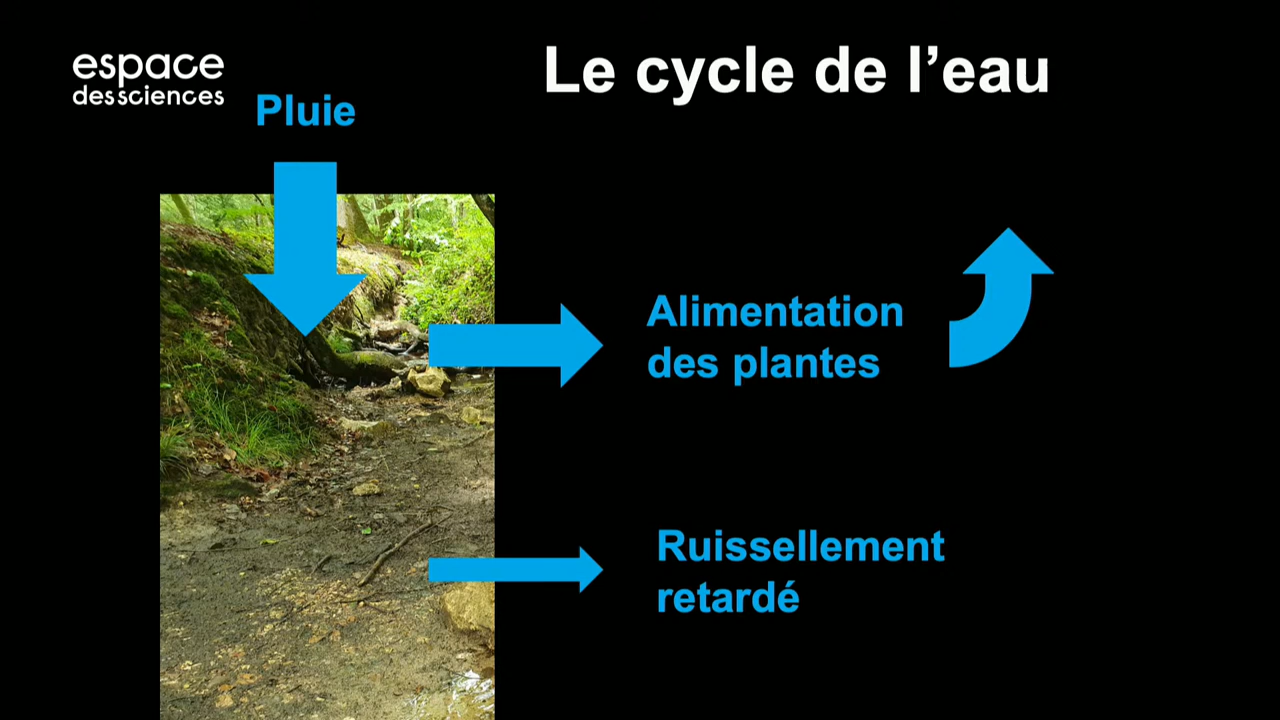 espace
des sciences
Le cycle de l’eau
Pluie
Alimentation
des plantes
Ruissellement
retardé